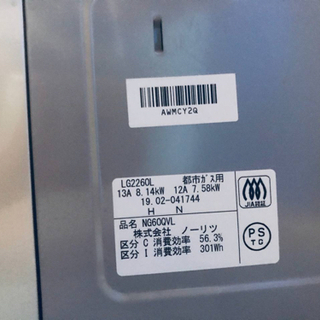 AWMCY2Q
LG2260L 都市ガス用
13A 8.14kW 12A 7.58kW
19.02-041744
H N
JIA認証
品名 NG60QVL
株式会社 ノーリツ
区分 C 消費効率 56.3%
区分 I 消費効率 301Wh
PS
TG